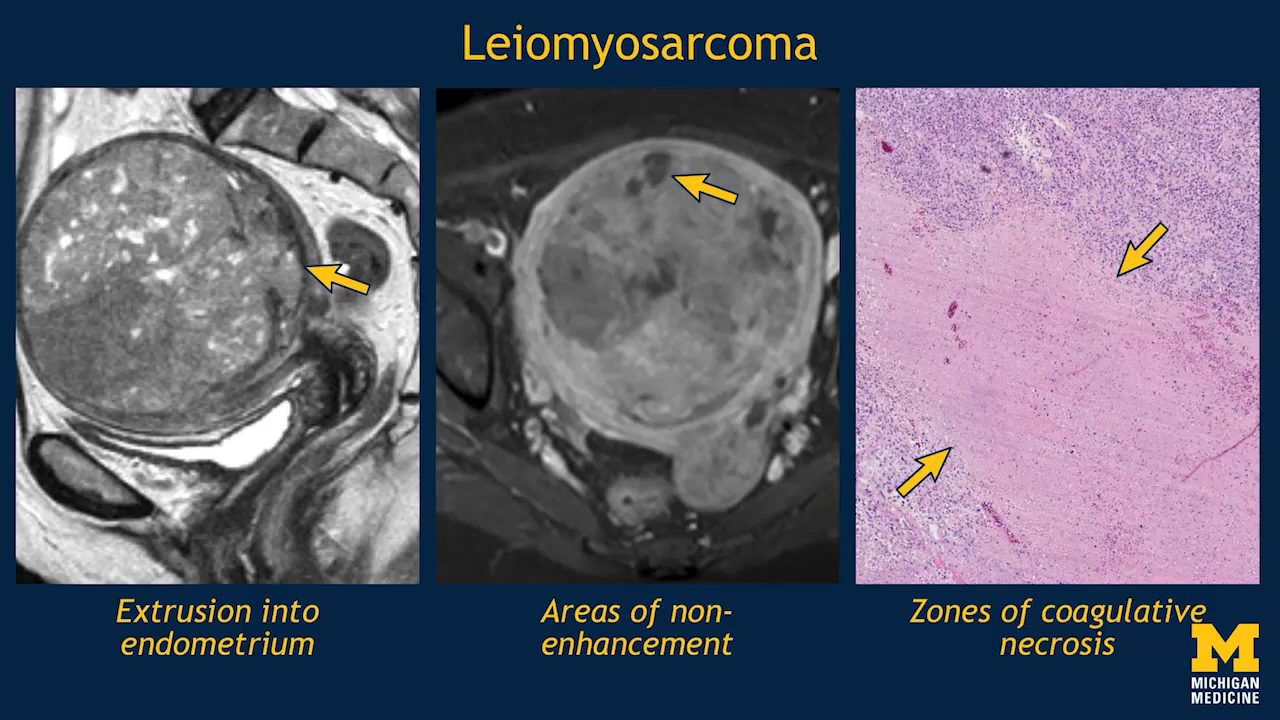 Leiomyosarcoma
Extrusion into
endometrium
Areas of non-
enhancement
Zones of coagulative
necrosis
M
MICHIGAN
MEDICINE